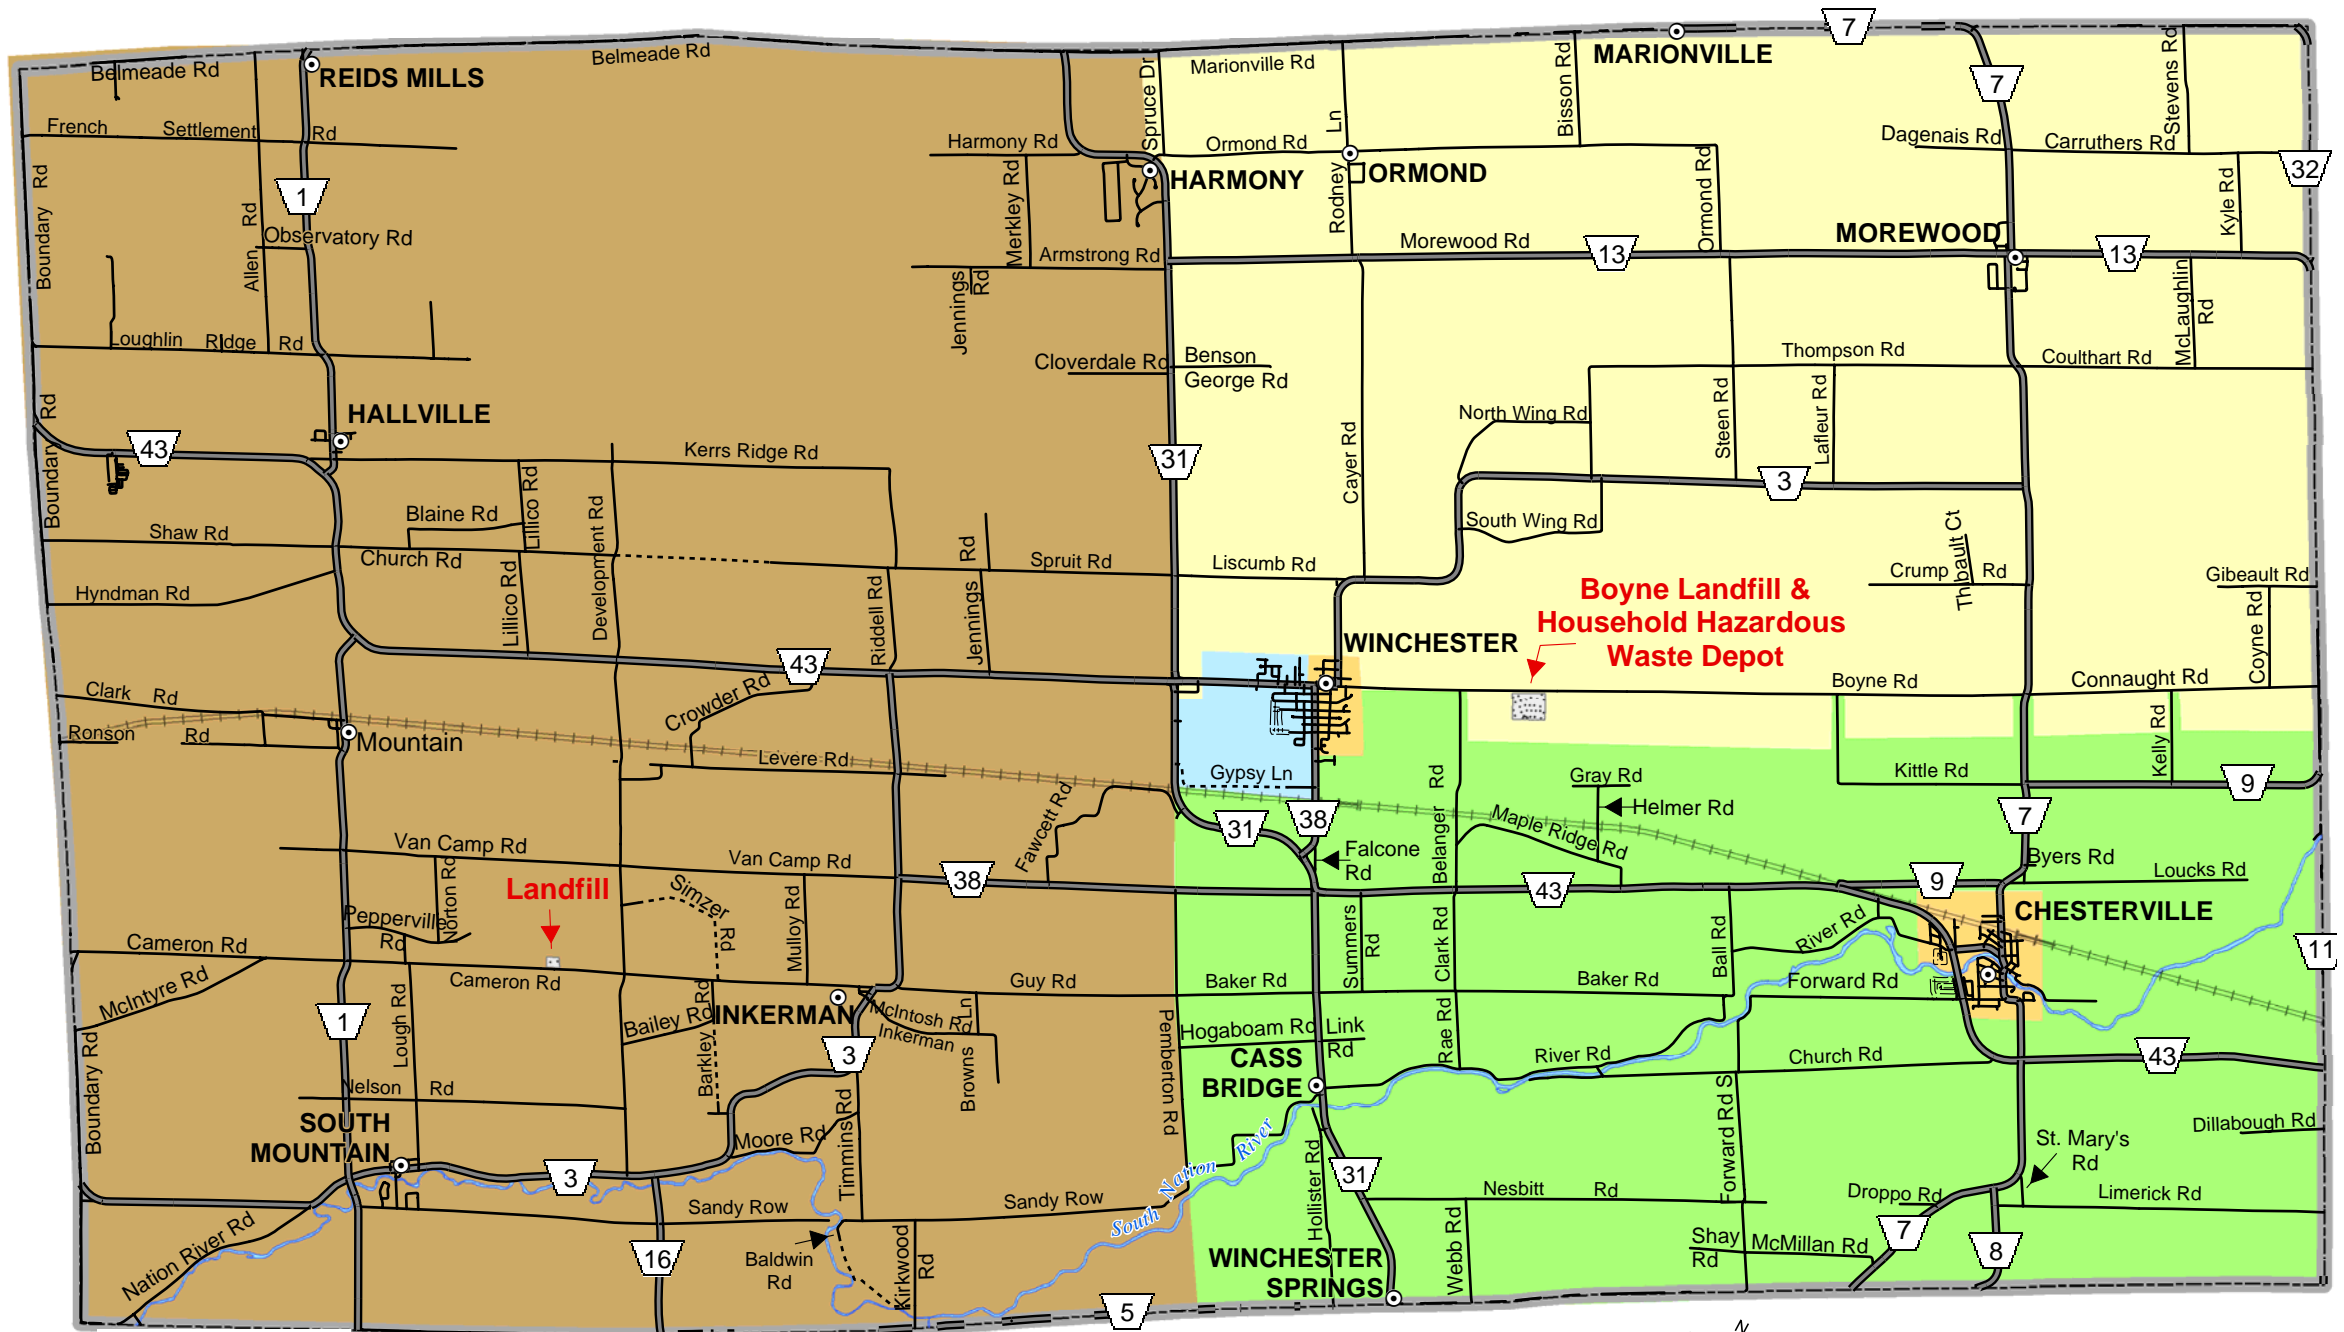 7
MARIONVILLE
Belmeade Rd
Belmeade Rd
REIDS MILLS
Marionville Rd
Spruce Dr
Bisson Rd
Stevens Rd
7
French Settlement Rd
Harmony Rd
Ormond Rd
Rodney Ln
Dagenais Rd
Carruthers Rd
32
Boundary Rd
1
Merkley Rd
HARMONY
ORMOND
Ormond Rd
Kyle Rd
Allen Rd
Observatory Rd
Armstrong Rd
Morewood Rd
13
MOREWOOD
13
Jennings
Rd
McLaughlin
Rd
Loughlin Ridge Rd
Cloverdale Rd
Benson
George Rd
Thompson Rd
Coulthart Rd
Boundary Rd
HALLVILLE
43
Kerrs Ridge Rd
31
Cayer Rd
North Wing Rd
Steen Rd
Lafleur Rd
3
Lillico Rd
Blaine Rd
Development Rd
South Wing Rd
Shaw Rd
Church Rd
Jennings Rd
Spruit Rd
Liscumb Rd
Thibault Ct
Crump Rd
Gibeault Rd
Hyndman Rd
Lillico Rd
Riddell Rd
Coyne Rd
Boyne Landfill &
Household Hazardous
Waste Depot
WINCHESTER
43
Clark Rd
Crowder Rd
Boyne Rd
Connaught Rd
Ronson Rd
Mountain
Levere Rd
Gypsy Ln
Kelly Rd
Kittle Rd
9
Gray Rd
Helmer Rd
Belanger Rd
Maple Ridge Rd
7
31
38
Falcone
Rd
Fawcett Rd
Van Camp Rd
Van Camp Rd
38
43
9
Byers Rd
Loucks Rd
Norton Rd
Landfill
Simzer Rd
Mulloy Rd
Pepperville
Rd
CHESTERVILLE
11
Cameron Rd
Cameron Rd
Guy Rd
Baker Rd
Summers
Rd
Clark Rd
Baker Rd
Ball Rd
River Rd
Forward Rd
McIntyre Rd
Lough Rd
Bailey Rd
Barkley Rd
INKERMAN
McIntosh Rd
Inkerman
Browns Ln
Pemberton Rd
Hogaboam Rd
Link
Rd
Rae Rd
1
3
CASS
BRIDGE
River Rd
Church Rd
43
Boundary Rd
Nelson Rd
SOUTH
MOUNTAIN
Moore Rd
Timmins Rd
South Nation River
Hollister Rd
31
Forward Rd S
Dillabough Rd
St. Mary's
Rd
3
Sandy Row
Sandy Row
Nesbitt Rd
Droppo Rd
Limerick Rd
Nation River Rd
16
Baldwin
Rd
Kirkwood
Rd
WINCHESTER
SPRINGS
Webb Rd
Shay
Rd
McMillan Rd
7
8
5
N